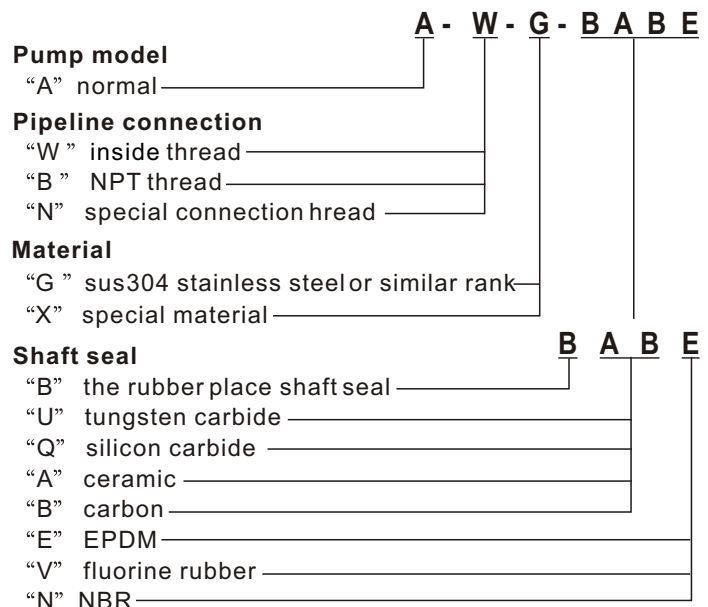 A - W - G - B A B E
Pump model
“A” normal
Pipeline connection
“W ” inside thread
“B ” NPT thread
“N” special connection hread
Material
“G ” sus304 stainless steel or similar rank
“X” special material
B A B E
Shaft seal
“B” the rubber place shaft seal
“U” tungsten carbide
“Q” silicon carbide
“A” ceramic
“B” carbon
“E” EPDM
“V” fluorine rubber
“N” NBR